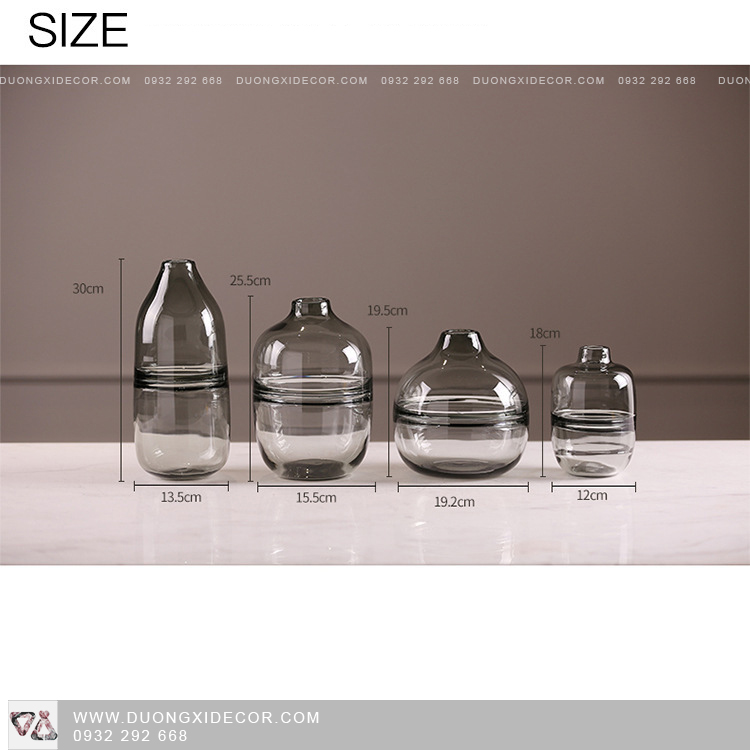 SIZE
DUONGXIDECOR.COM 0932 292 668 DUONGXIDECOR.COM 0932 292 668 DUONGXIDECOR.COM 0932 292 668 DUON
30cm
25.5cm
19.5cm
18cm
13.5cm
15.5cm
19.2cm
12cm
WWW.DUONGXIDECOR.COM
0932 292 668